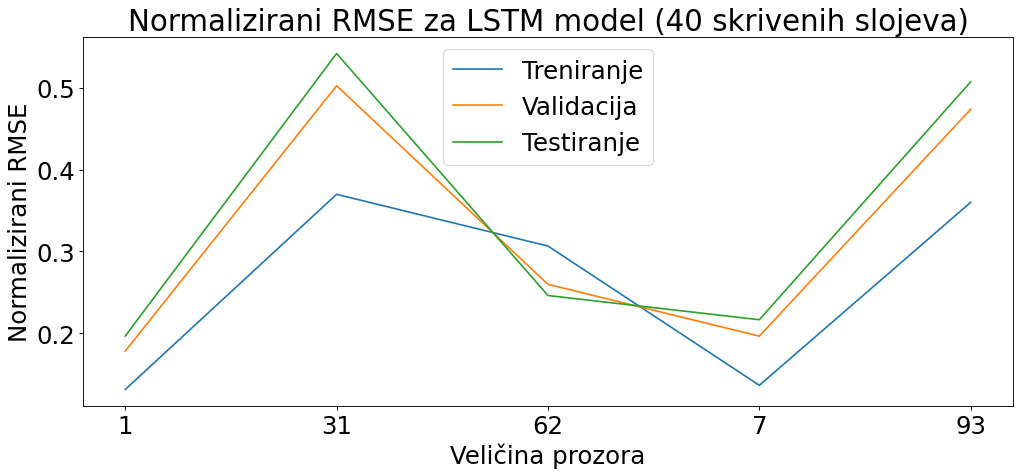 Normalizirani RMSE za LSTM model (40 skrivenih slojeva)
Treniranje
Validacija
Testiranje
Normalizirani RMSE
0.5
0.4
0.3
0.2
1 31 62 7 93
Veličina prozora